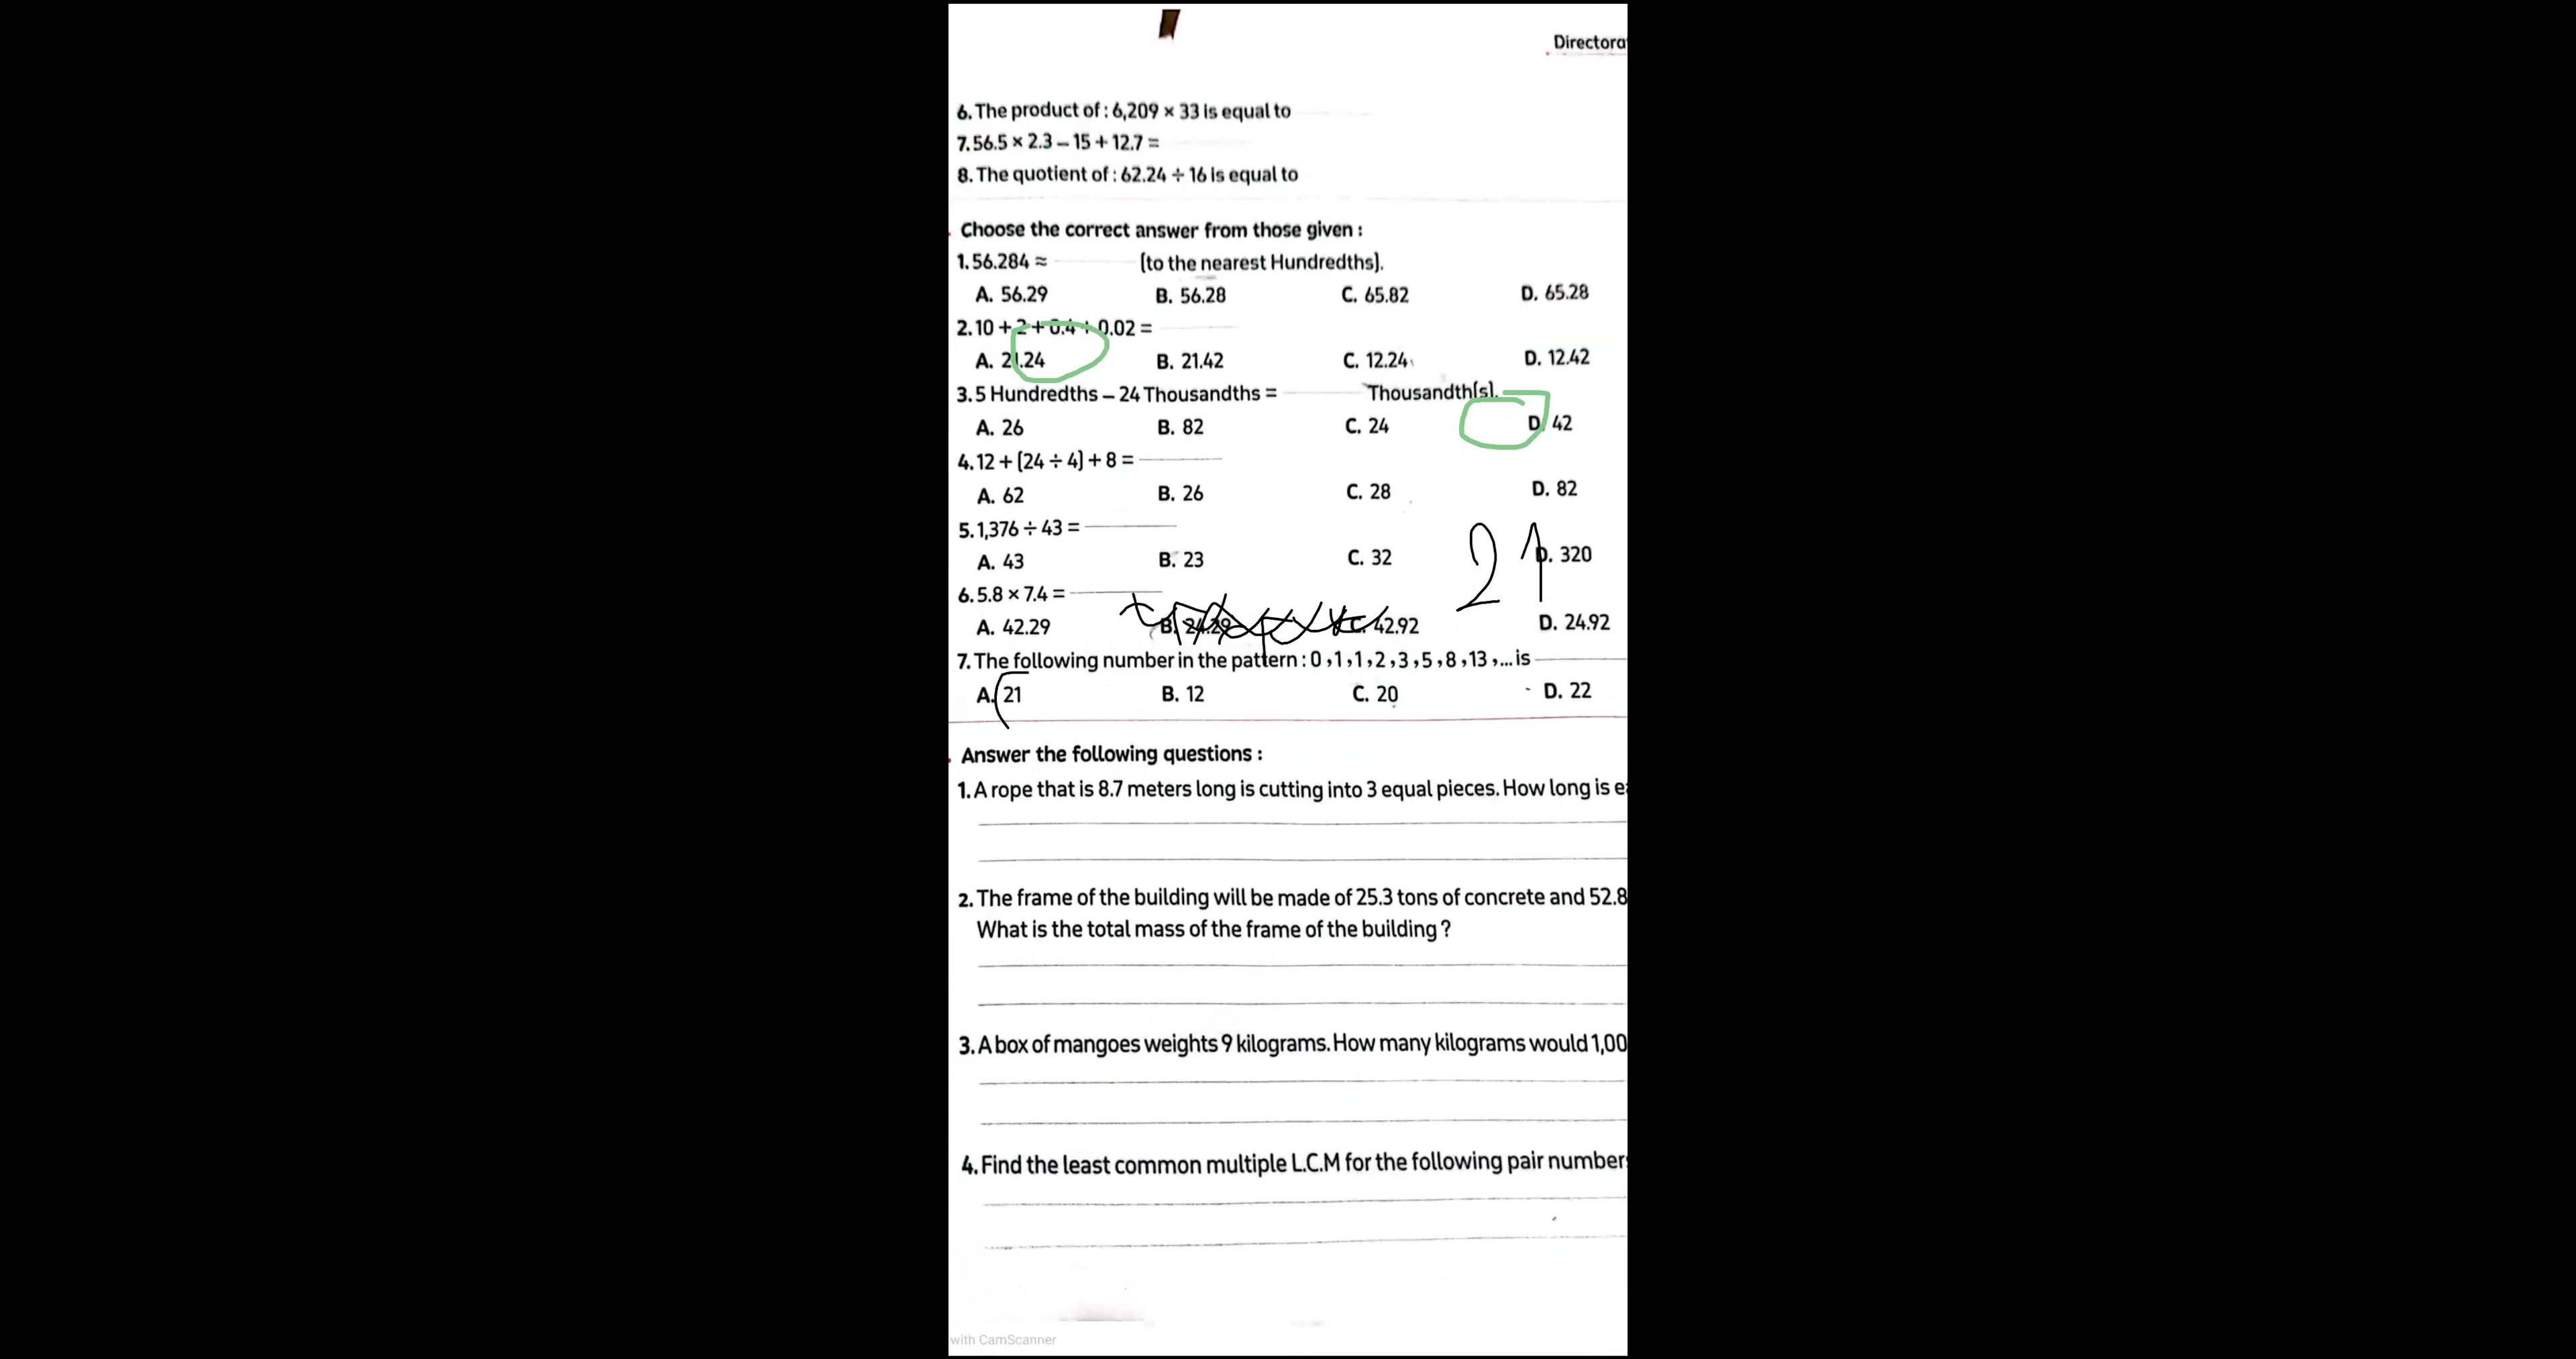 Directora
6. The product of : 6,209 × 33 is equal to
7. 56.5 × 2.3 – 15 + 12.7 =
8. The quotient of : 62.24 ÷ 16 is equal to
Choose the correct answer from those given :
1. 56.284 ≈ (to the nearest Hundredths).
A. 56.29 B. 56.28 C. 65.82 D. 65.28
2. 10 + 2 + 0.4 + 0.02 =
A. 21.24 B. 21.42 C. 12.24 D. 12.42
3. 5 Hundredths – 24 Thousandths = Thousandth(s).
A. 26 B. 82 C. 24 D. 42
4. 12 + (24 ÷ 4) + 8 =
A. 62 B. 26 C. 28 D. 82
5. 1,376 ÷ 43 =
21
A. 43 B. 23 C. 32 D. 320
6. 5.8 × 7.4 =
A. 42.29 B. 24.29 C. 42.92 D. 24.92
7. The following number in the pattern : 0 , 1 , 1 , 2 , 3 , 5 , 8 , 13 , ... is
A. 21 B. 12 C. 20 D. 22
Answer the following questions :
1. A rope that is 8.7 meters long is cutting into 3 equal pieces. How long is
2. The frame of the building will be made of 25.3 tons of concrete and 52.8
What is the total mass of the frame of the building ?
3. A box of mangoes weights 9 kilograms. How many kilograms would 1,00
4. Find the least common multiple L.C.M for the following pair number
with CamScanner